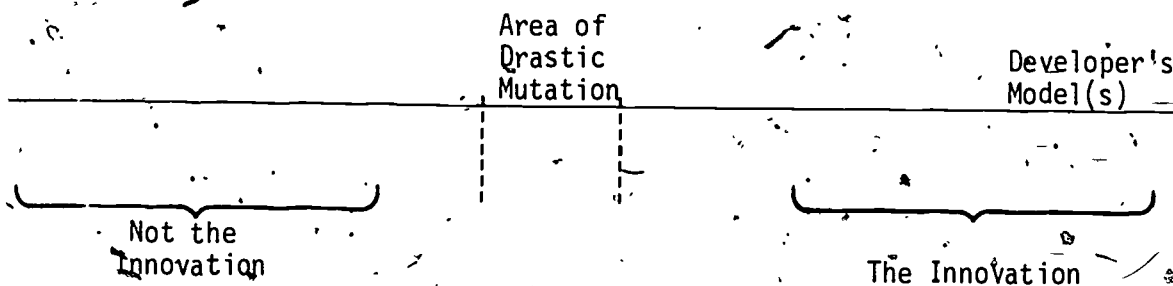 Area of
Drastic
Mutation
Developer's
Model(s)
Not the
Innovation
The Innovation